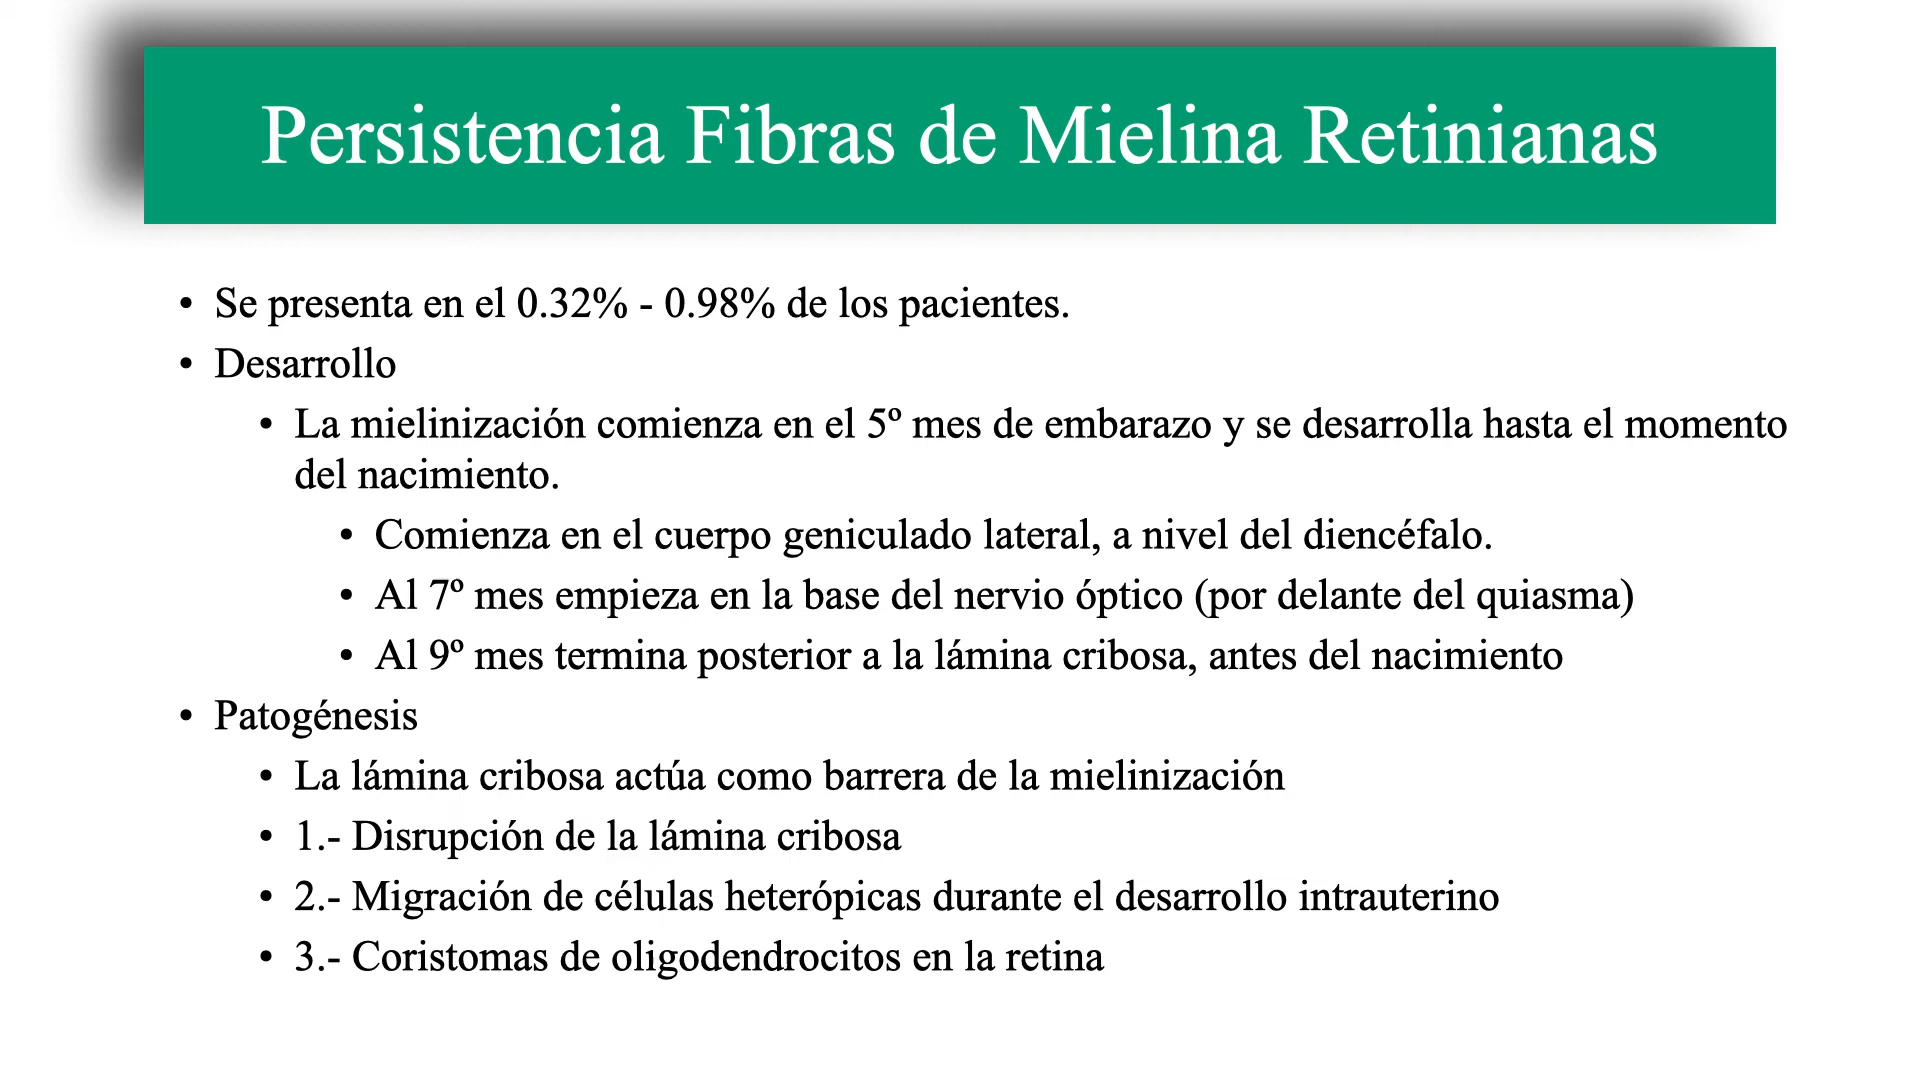 Persistencia Fibras de Mielina Retinianas
• Se presenta en el 0.32% - 0.98% de los pacientes.
• Desarrollo
• La mielinización comienza en el 5º mes de embarazo y se desarrolla hasta el momento
del nacimiento.
• Comienza en el cuerpo geniculado lateral, a nivel del diencéfalo.
• Al 7º mes empieza en la base del nervio óptico (por delante del quiasma)
• Al 9º mes termina posterior a la lámina cribosa, antes del nacimiento
• Patogénesis
• La lámina cribosa actúa como barrera de la mielinización
• 1.- Disrupción de la lámina cribosa
• 2.- Migración de células heterópicas durante el desarrollo intrauterino
• 3.- Coristomas de oligodendrocitos en la retina